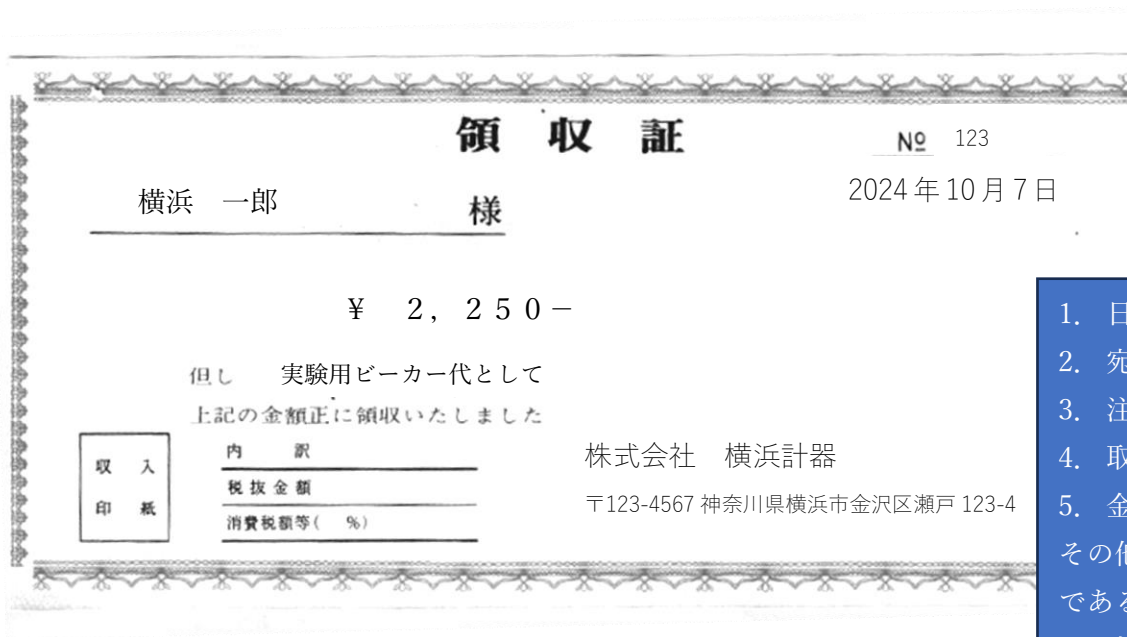 領収証
№ 123
2024年10月7日
横浜　一郎　様
¥ 2,250－
但し　実験用ビーカー代として
上記の金額正に領収いたしました
収入
印紙
内訳
税抜金額
消費税額等(　%)
株式会社　横浜計器
〒123-4567 神奈川県横浜市金沢区瀬戸 123-4
1.　日
2.　宛
3.　注
4.　取
5.　金
その他
である